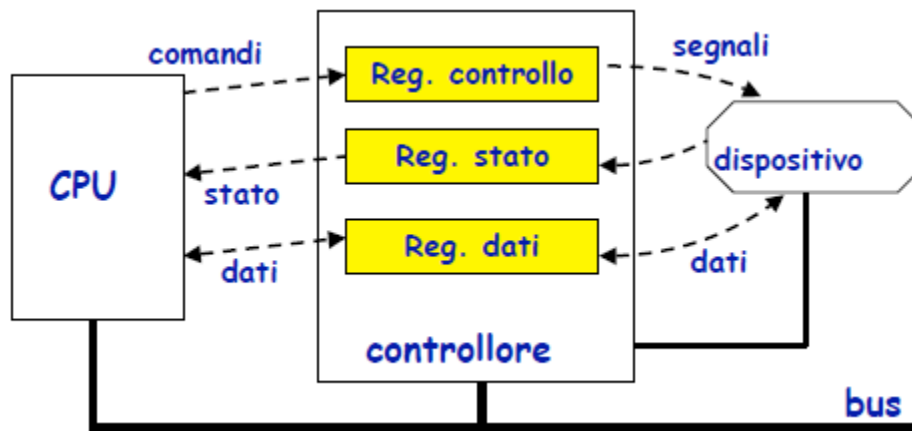 comandi
Reg. controllo
segnali
CPU
Reg. stato
dispositivo
stato
Reg. dati
dati
dati
controllore
bus